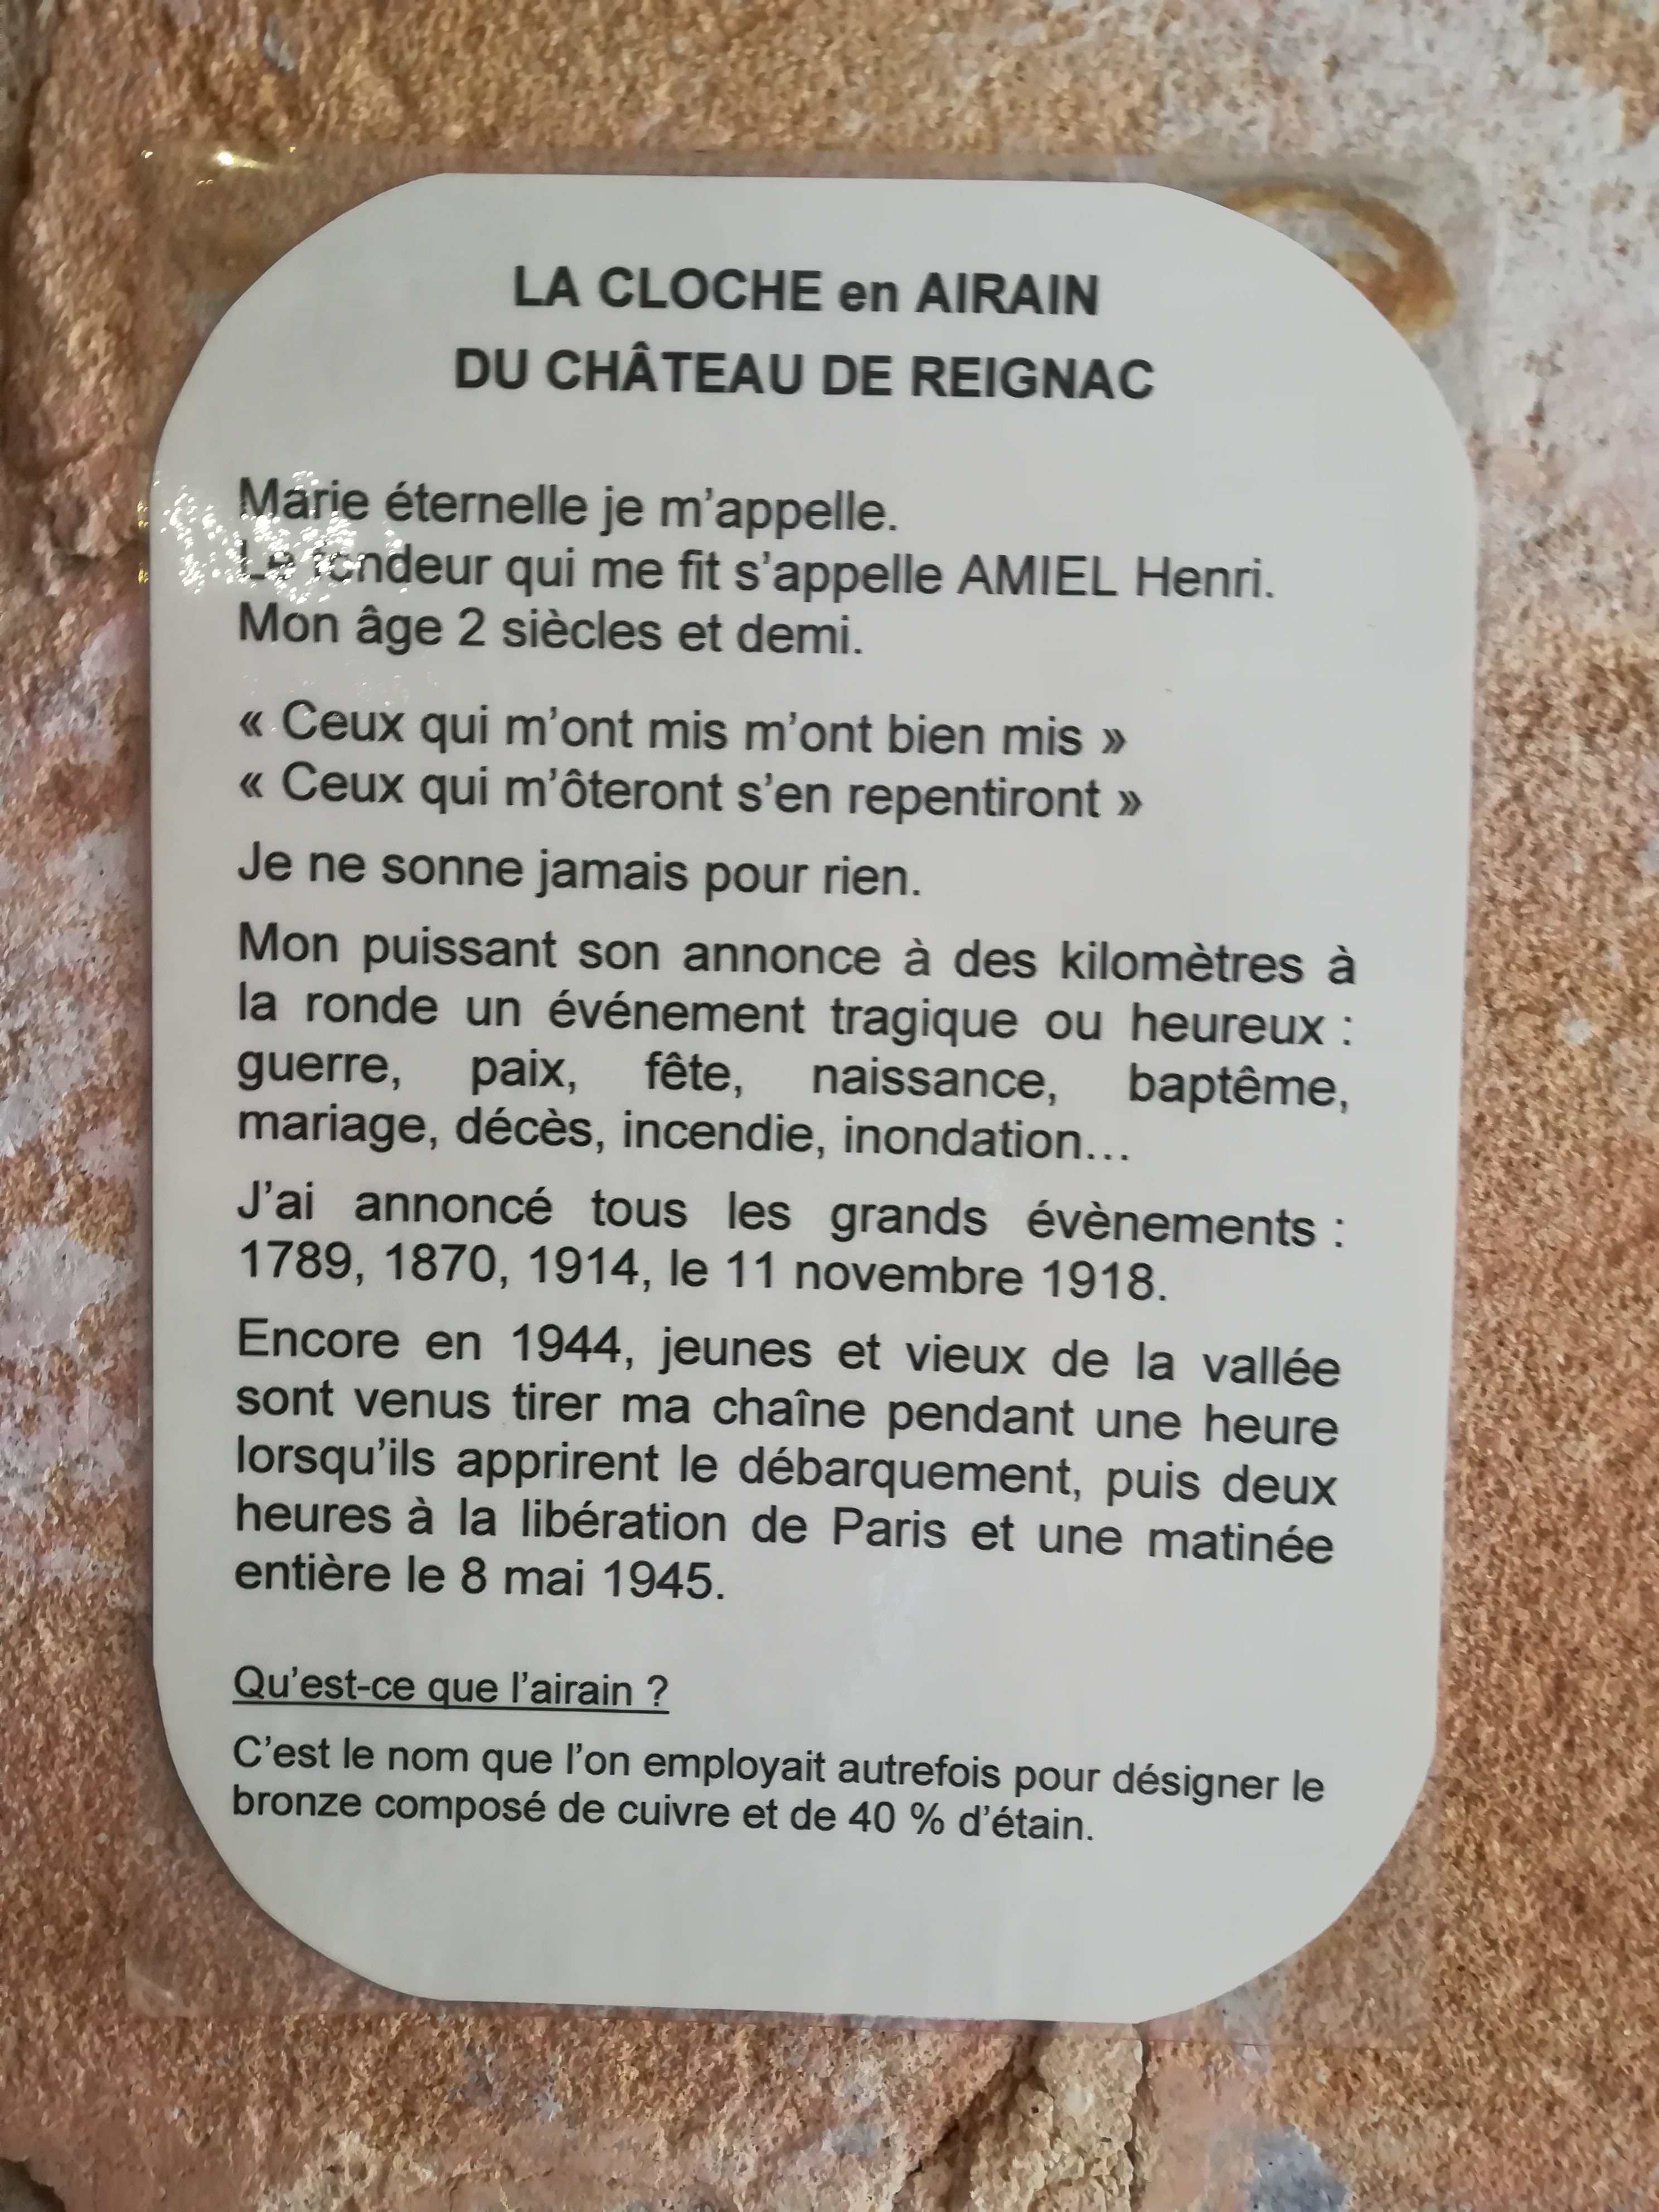 LA CLOCHE en AIRAIN
DU CHÂTEAU DE REIGNAC
Marie éternelle je m'appelle.
Le fondeur qui me fit s'appelle AMIEL Henri.
Mon âge 2 siècles et demi.
« Ceux qui m'ont mis m'ont bien mis »
« Ceux qui m'ôteront s'en repentiront »
Je ne sonne jamais pour rien.
Mon puissant son annonce à des kilomètres à
la ronde un événement tragique ou heureux :
guerre, paix, fête, naissance, baptême,
mariage, décès, incendie, inondation…
J'ai annoncé tous les grands évènements :
1789, 1870, 1914, le 11 novembre 1918.
Encore en 1944, jeunes et vieux de la vallée
sont venus tirer ma chaîne pendant une heure
lorsqu'ils apprirent le débarquement, puis deux
heures à la libération de Paris et une matinée
entière le 8 mai 1945.
Qu'est-ce que l'airain ?
C'est le nom que l'on employait autrefois pour désigner le
bronze composé de cuivre et de 40 % d'étain.